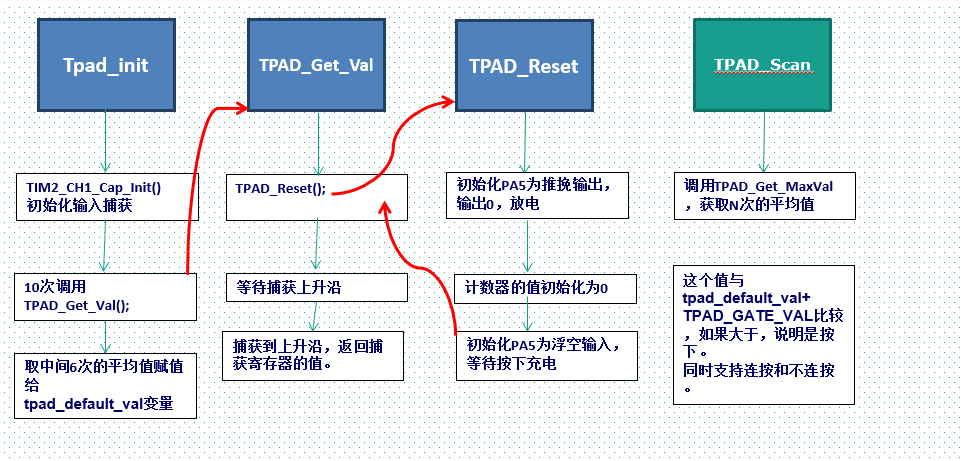 Tpad_init
TIM2_CH1_Cap_Init()
初始化输入捕获
10次调用
TPAD_Get_Val();
取中间6次的平均值赋值
给
tpad_default_val变量
TPAD_Get_Val
TPAD_Reset();
等待捕获上升沿
捕获到上升沿，返回捕
获寄存器的值。
TPAD_Reset
初始化PA5为推挽输出，
输出0，放电
计数器的值初始化为0
初始化PA5为浮空输入，
等待按下充电
TPAD_Scan
调用TPAD_Get_MaxVal
，获取N次的平均值
这个值与
tpad_default_val+
TPAD_GATE_VAL比较
，如果大于，说明是按
下 。
同时支持连按和不连按
。